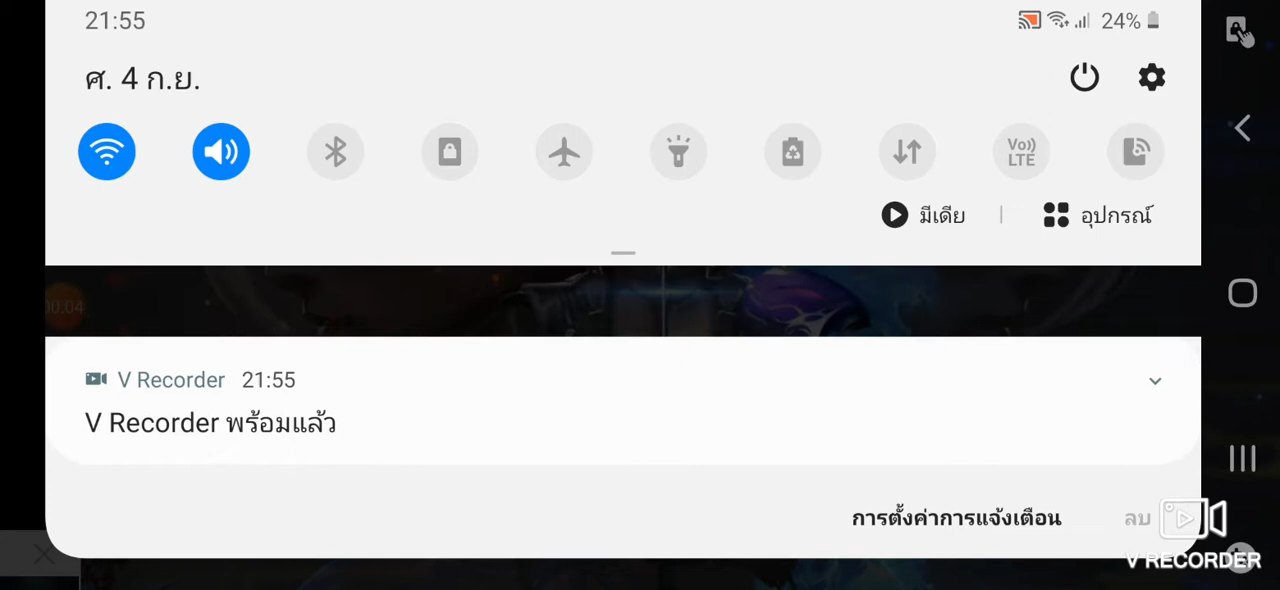 21:55 24%
ศ. 4 ก.ย.
Vo))
LTE
มีเดีย | อุปกรณ์
00:04
V Recorder 21:55
V Recorder พร้อมแล้ว
การตั้งค่าการแจ้งเตือน ลบ
V RECORDER